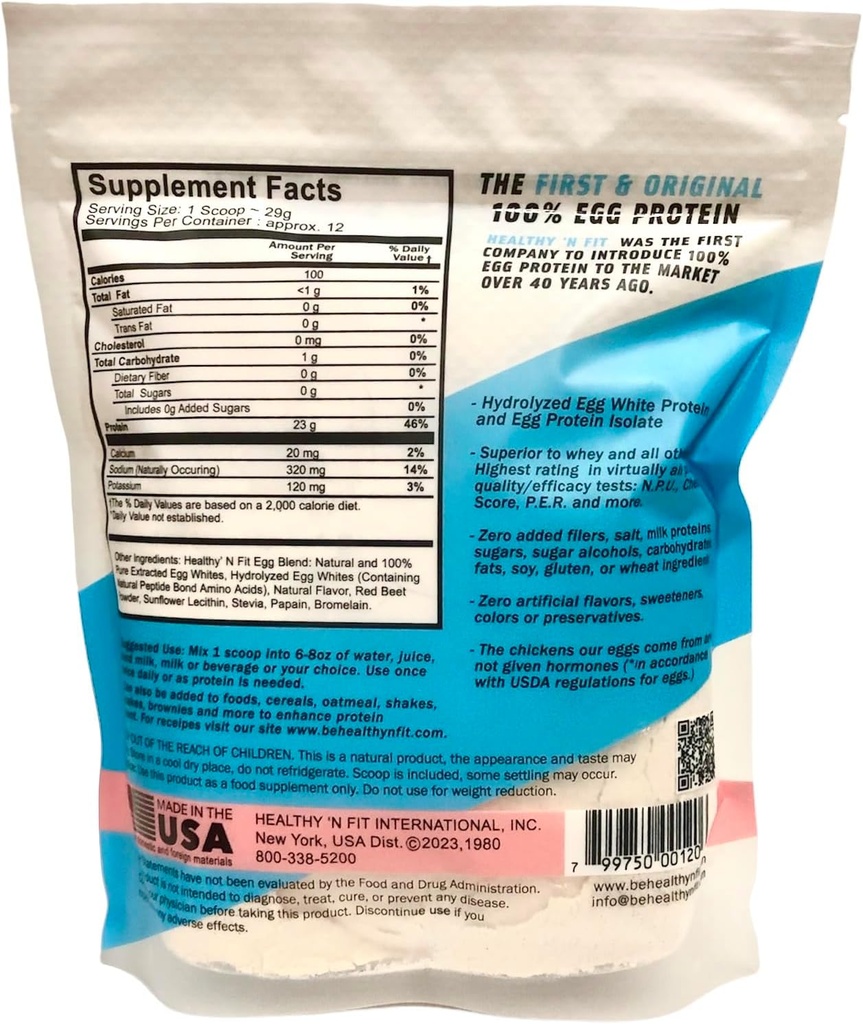 Supplement Facts
Serving Size: 1 Scoop ~ 29g
Servings Per Container : approx. 12
Amount Per Serving % Daily Value †
Calories 100
Total Fat <1 g 1%
Saturated Fat 0 g 0%
Trans Fat 0 g *
Cholesterol 0 mg 0%
Total Carbohydrate 1 g 0%
Dietary Fiber 0 g 0%
Total Sugars 0 g *
Includes 0g Added Sugars 0%
Protein 23 g 46%
Calcium 20 mg 2%
Sodium (Naturally Occuring) 320 mg 14%
Potassium 120 mg 3%
†The % Daily Values are based on a 2,000 calorie diet.
*Daily Value not established.
Other Ingredients: Healthy' N Fit Egg Blend: Natural and 100%
Pure Extracted Egg Whites, Hydrolyzed Egg Whites (Containing
Natural Peptide Bond Amino Acids), Natural Flavor, Red Beet
Powder, Sunflower Lecithin, Stevia, Papain, Bromelain.
Use: Mix 1 scoop into 6-8oz of water, juice,
milk, milk or beverage or your choice. Use once
daily or as protein is needed.
also be added to foods, cereals, oatmeal, shakes,
brownies and more to enhance protein
For receipes visit our site www.behealthynfit.com.
THE FIRST & ORIGINAL
100% EGG PROTEIN
HEALTHY 'N FIT WAS THE FIRST
COMPANY TO INTRODUCE 100%
EGG PROTEIN TO THE MARKET
OVER 40 YEARS AGO.
- Hydrolyzed Egg White Protein
and Egg Protein Isolate
- Superior to whey and all
Highest rating in virtually
quality/efficacy tests: N.P.U.,
Score, P.E.R. and more.
- Zero added filers, salt, milk proteins,
sugars, sugar alcohols, carbohydrates
fats, soy, gluten, or wheat
- Zero artificial flavors, sweeteners,
colors or preservatives.
- The chickens our eggs come from
not given hormones (*in accordance
with USDA regulations for eggs.)
OUT OF THE REACH OF CHILDREN. This is a natural product, the appearance and taste may
Store in a cool dry place, do not refridgerate. Scoop is included, some settling may occur.
Use this product as a food supplement only. Do not use for weight reduction.
MADE IN THE
USA
and foreign materials
HEALTHY 'N FIT INTERNATIONAL, INC.
New York, USA Dist. ©2023,1980
800-338-5200
7 99750 00120
www.behealthynfit
info@behealthyn
have not been evaluated by the Food and Drug Administration.
is not intended to diagnose, treat, cure, or prevent any disease.
physician before taking this product. Discontinue use if you
adverse effects.